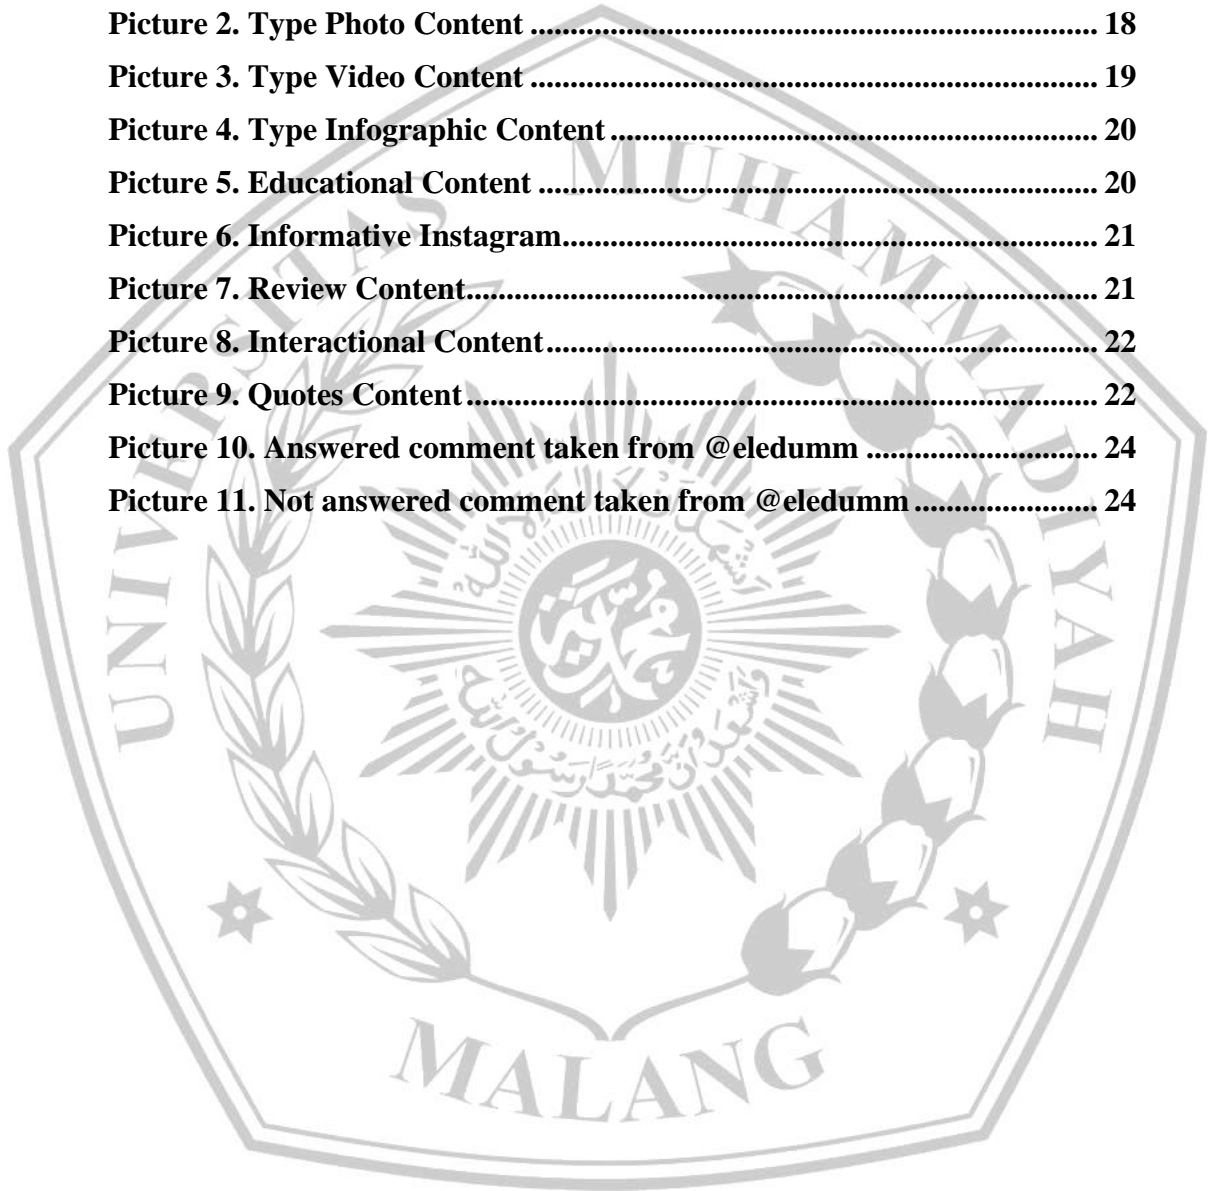 Picture 2. Type Photo Content ........................................................................................ 18
Picture 3. Type Video Content ........................................................................................ 19
Picture 4. Type Infographic Content ........................................................................... 20
Picture 5. Educational Content ...................................................................................... 20
Picture 6. Informative Instagram................................................................................... 21
Picture 7. Review Content................................................................................................. 21
Picture 8. Interactional Content..................................................................................... 22
Picture 9. Quotes Content................................................................................................. 22
Picture 10. Answered comment taken from @eledumm .................................... 24
Picture 11. Not answered comment taken from @eledumm ............................ 24
UNIVERSITAS MUHAMMADIYAH
MALANG